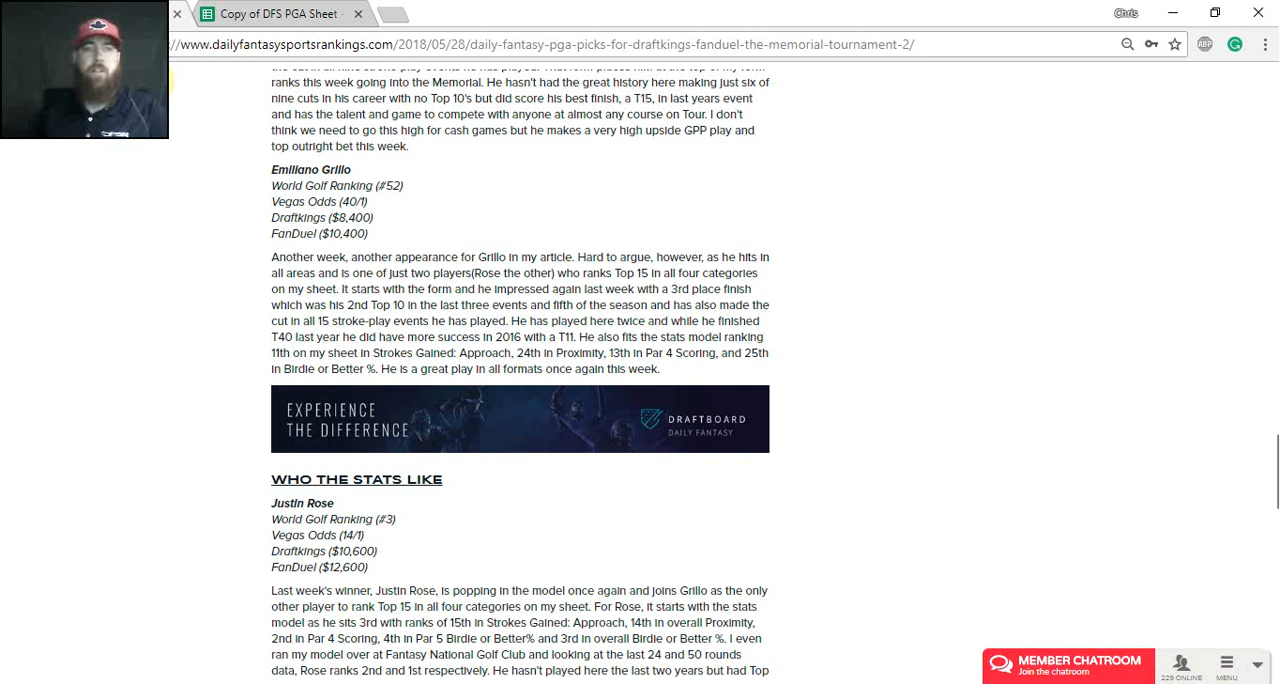 Copy of DFS PGA Sheet
Chris
//www.dailyfantasysportsrankings.com/2018/05/28/daily-fantasy-pga-picks-for-draftkings-fanduel-the-memorial-tournament-2/
ABP
ranks this week going into the Memorial. He hasn't had the great history here making just six of
nine cuts in his career with no Top 10's but did score his best finish, a T15, in last years event
and has the talent and game to compete with anyone at almost any course on Tour. I don't
think we need to go this high for cash games but he makes a very high upside GPP play and
top outright bet this week.
Emiliano Grillo
World Golf Ranking (#52)
Vegas Odds (40/1)
Draftkings ($8,400)
FanDuel ($10,400)
Another week, another appearance for Grillo in my article. Hard to argue, however, as he hits in
all areas and is one of just two players(Rose the other) who ranks Top 15 in all four categories
on my sheet. It starts with the form and he impressed again last week with a 3rd place finish
which was his 2nd Top 10 in the last three events and fifth of the season and has also made the
cut in all 15 stroke-play events he has played. He has played here twice and while he finished
T40 last year he did have more success in 2016 with a T11. He also fits the stats model ranking
11th on my sheet in Strokes Gained: Approach, 24th in Proximity, 13th in Par 4 Scoring, and 25th
in Birdie or Better %. He is a great play in all formats once again this week.
EXPERIENCE
THE DIFFERENCE
DRAFTBOARD
DAILY FANTASY
WHO THE STATS LIKE
Justin Rose
World Golf Ranking (#3)
Vegas Odds (14/1)
Draftkings ($10,600)
FanDuel ($12,600)
Last week's winner, Justin Rose, is popping in the model once again and joins Grillo as the only
other player to rank Top 15 in all four categories on my sheet. For Rose, it starts with the stats
model as he sits 3rd with ranks of 15th in Strokes Gained: Approach, 14th in overall Proximity,
2nd in Par 4 Scoring, 4th in Par 5 Birdie or Better% and 3rd in overall Birdie or Better %. I even
ran my model over at Fantasy National Golf Club and looking at the last 24 and 50 rounds
data, Rose ranks 2nd and 1st respectively. He hasn't played here the last two years but had Top
MEMBER CHATROOM
Join the chatroom
229 ONLINE
MENU